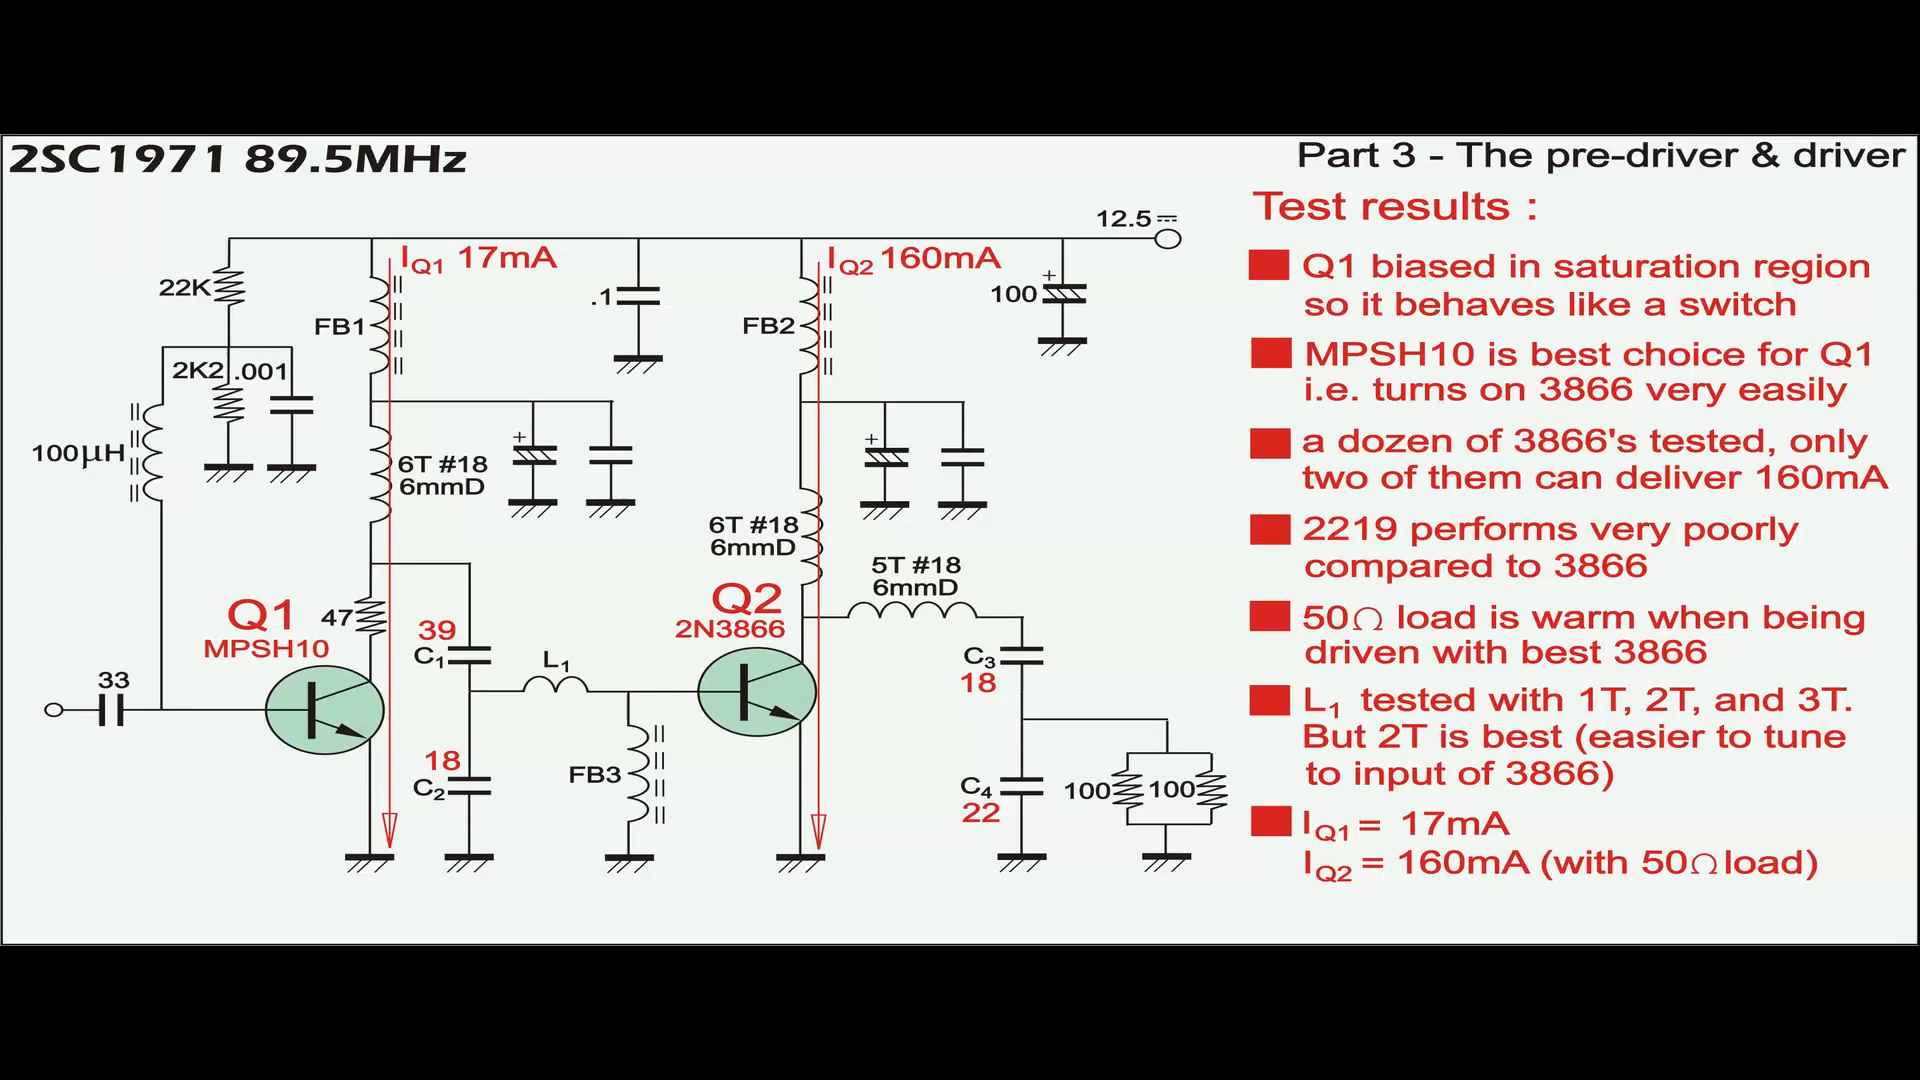 2SC1971 89.5MHz
Part 3 - The pre-driver & driver
Test results :
Q1 biased in saturation region
so it behaves like a switch
MPSH10 is best choice for Q1
i.e. turns on 3866 very easily
a dozen of 3866's tested, only
two of them can deliver 160mA
2219 performs very poorly
compared to 3866
50Ω load is warm when being
driven with best 3866
L1 tested with 1T, 2T, and 3T.
But 2T is best (easier to tune
to input of 3866)
IQ1 = 17mA
IQ2 = 160mA (with 50Ω load)
12.5
IQ1 17mA
IQ2 160mA
22K
FB1
.1
FB2
+
100
2K2
.001
100µH
+
6T #18
6mmD
+
6T #18
6mmD
5T #18
6mmD
Q1
MPSH10
47
39
C1
L1
Q2
2N3866
C3
18
33
18
C2
FB3
C4
22
100
100